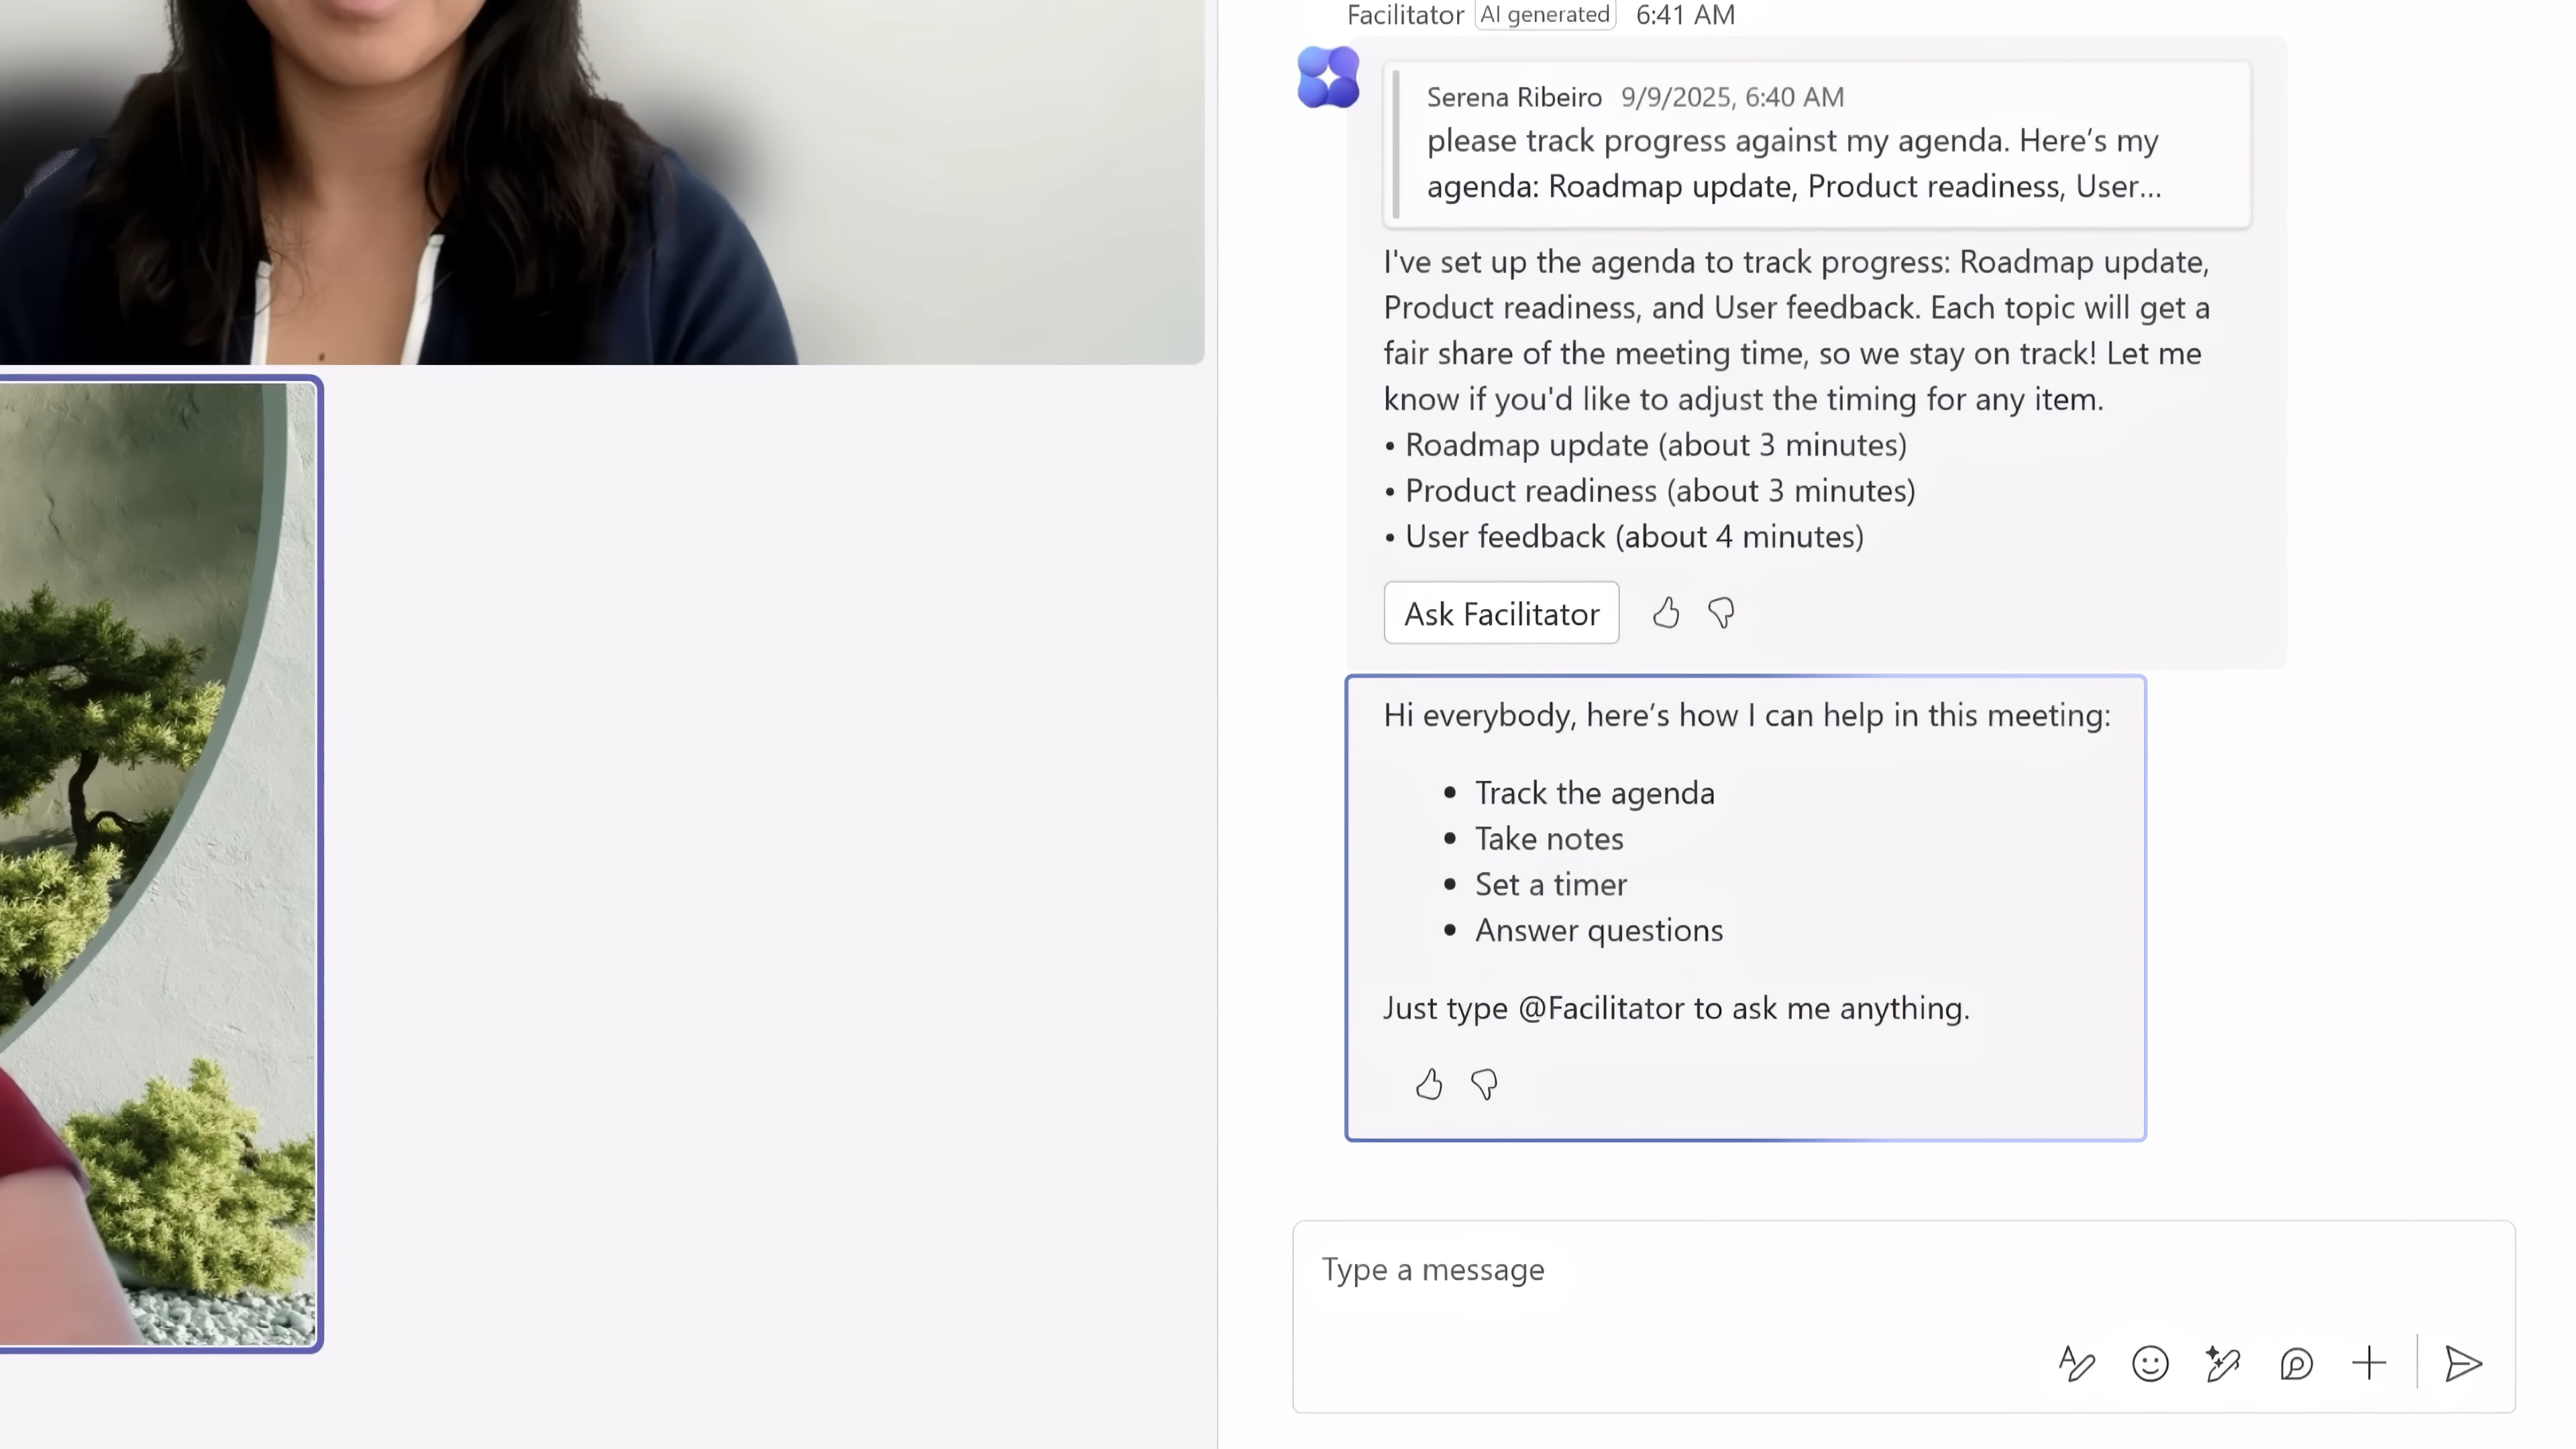 Facilitator AI generated 6:41 AM
Serena Ribeiro 9/9/2025, 6:40 AM
please track progress against my agenda. Here’s my
agenda: Roadmap update, Product readiness, User...
I've set up the agenda to track progress: Roadmap update,
Product readiness, and User feedback. Each topic will get a
fair share of the meeting time, so we stay on track! Let me
know if you'd like to adjust the timing for any item.
• Roadmap update (about 3 minutes)
• Product readiness (about 3 minutes)
• User feedback (about 4 minutes)
Ask Facilitator
Hi everybody, here’s how I can help in this meeting:
• Track the agenda
• Take notes
• Set a timer
• Answer questions
Just type @Facilitator to ask me anything.
Type a message